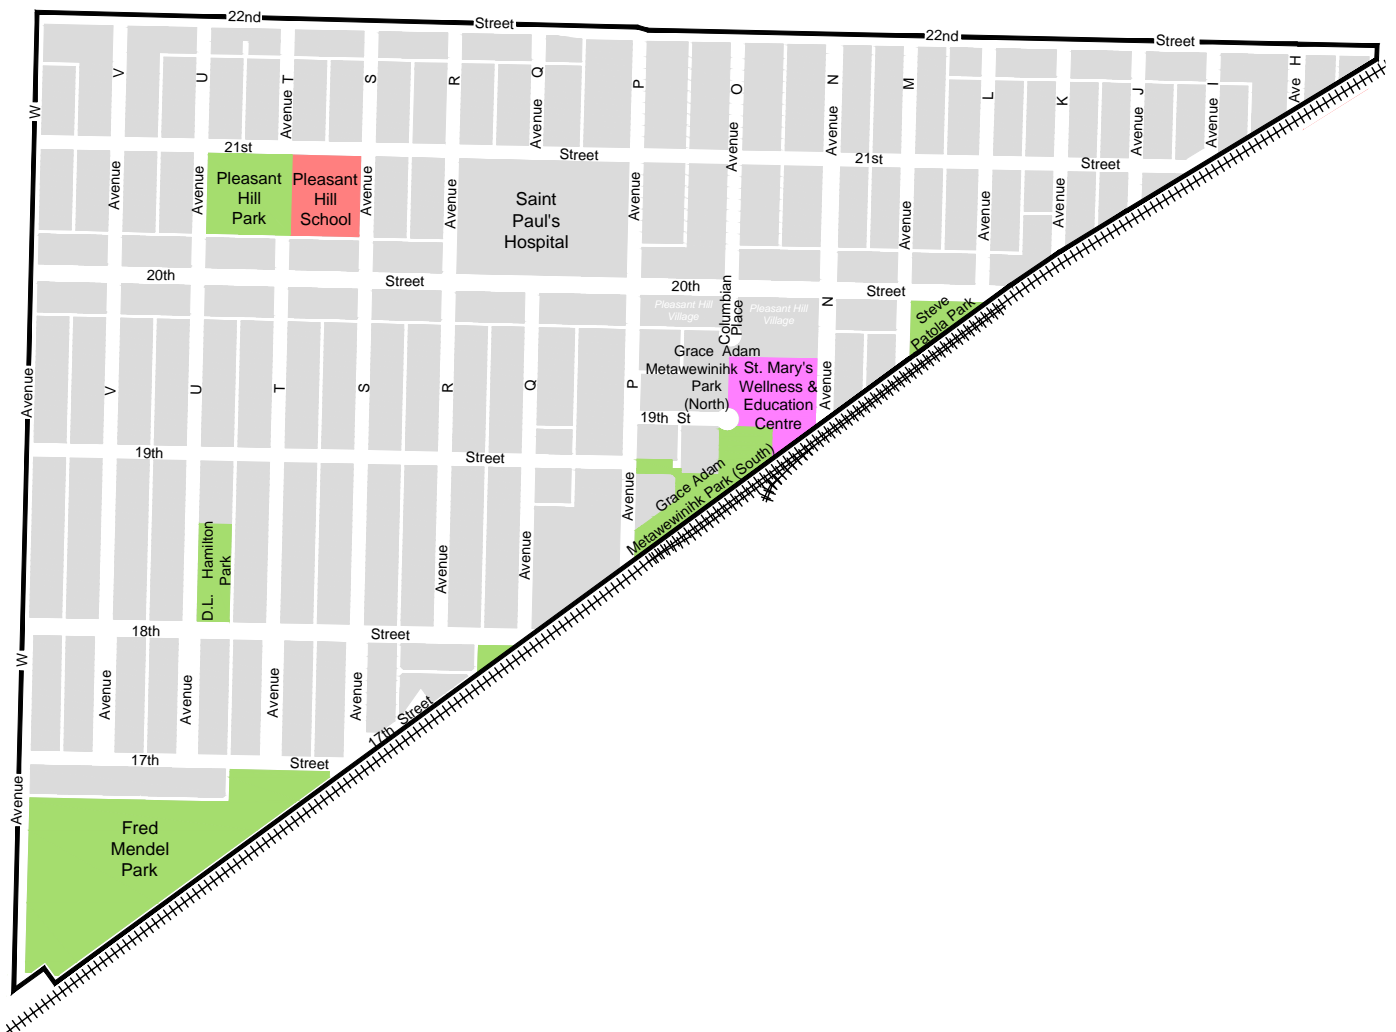 22nd Street
22nd Street
W
V
U
Avenue T
S
R
Avenue Q
P
Avenue O
Avenue N
M
L
K
Avenue J
Avenue I
Ave H
21st
Street
21st
Street
Avenue
Avenue
Pleasant
Hill
Park
Pleasant
Hill
School
Avenue
Avenue
Saint
Paul's
Hospital
Avenue
Avenue
Avenue
Avenue
20th
Street
20th
Street
Pleasant Hill
Village
Columbian
Place
Pleasant Hill
Village
N
Steve
Patola Park
Avenue
V
U
T
S
R
Q
P
Grace Adam
Metawewinihk
Park
(North)
St. Mary's
Wellness &
Education
Centre
Avenue
19th St
19th
Street
Avenue
Grace Adam
Metawewinihk Park (South)
D.L. Hamilton
Park
Avenue
Avenue
18th
Street
W
Avenue
Avenue
Avenue
Avenue
17th Street
17th
Street
Avenue
Fred
Mendel
Park